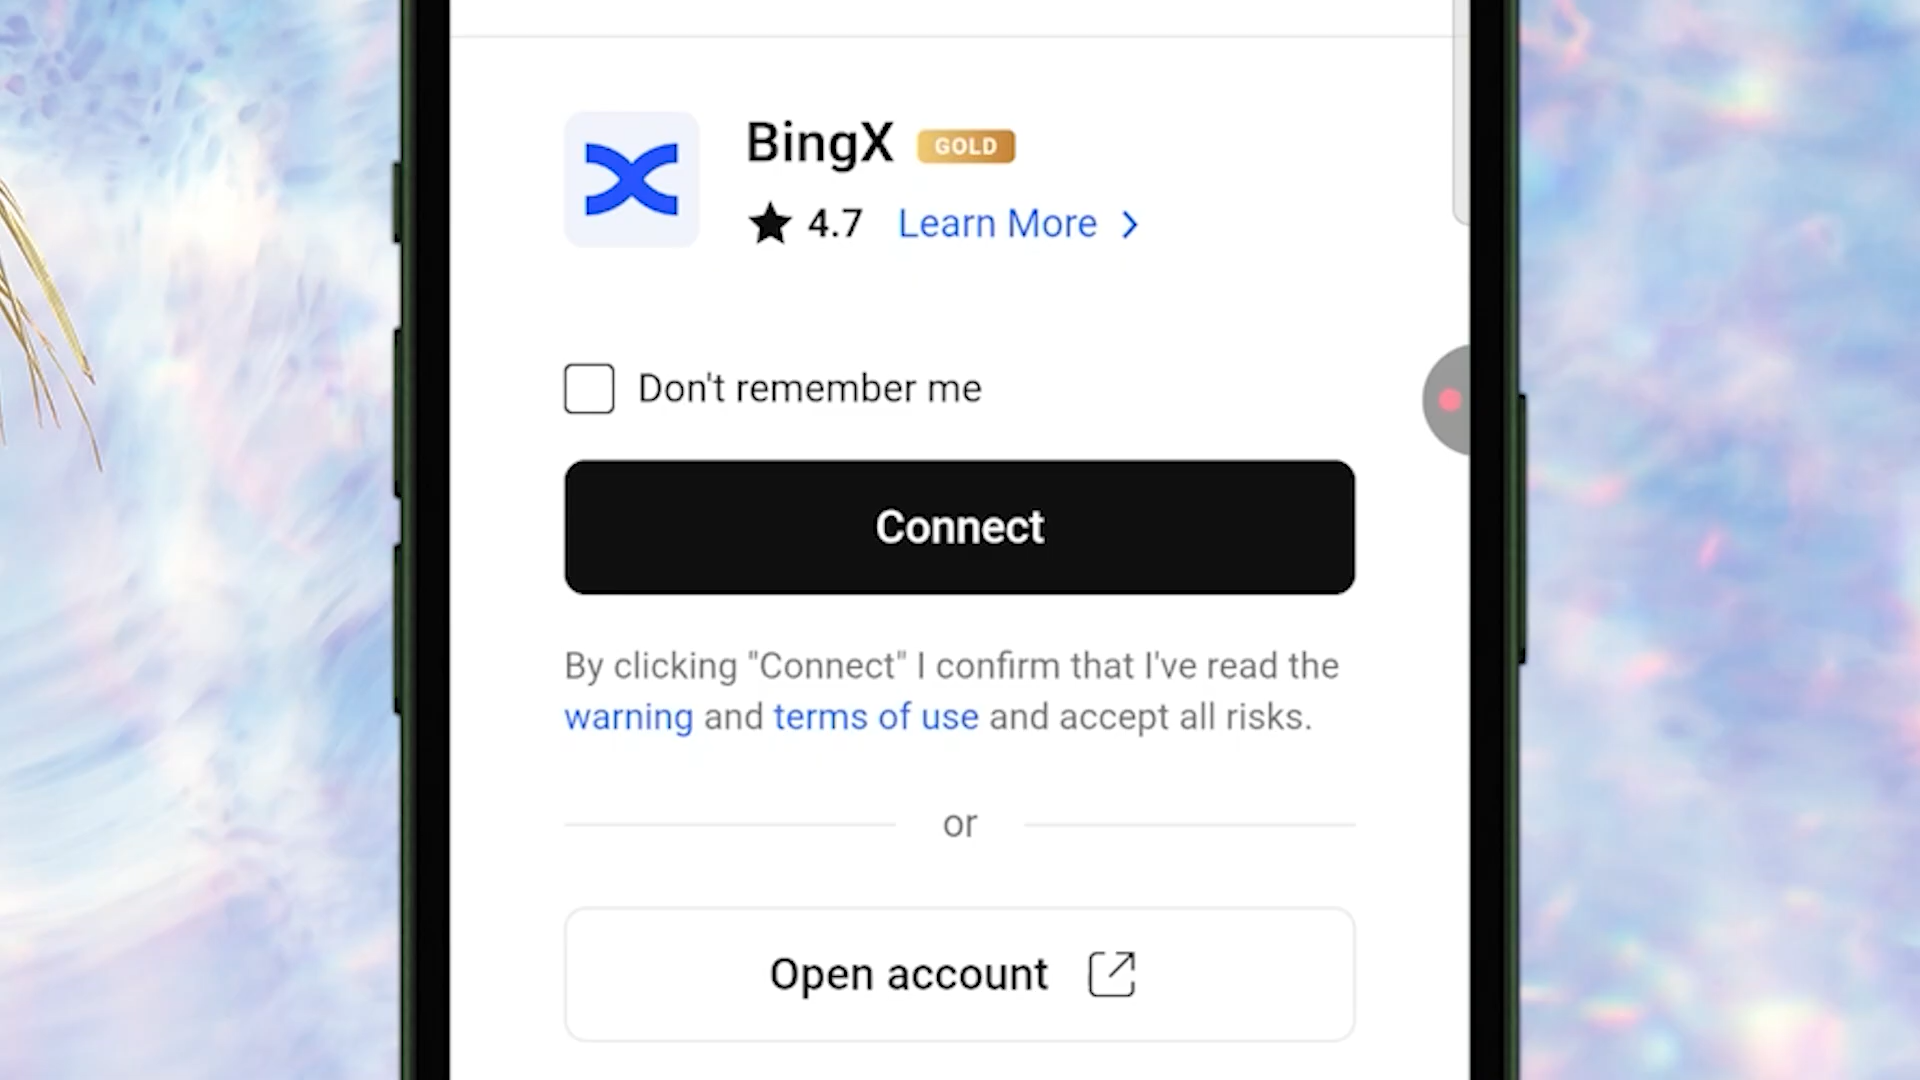 BingX GOLD
4.7 Learn More
Don't remember me
Connect
By clicking "Connect" I confirm that I've read the
warning and terms of use and accept all risks.
or
Open account